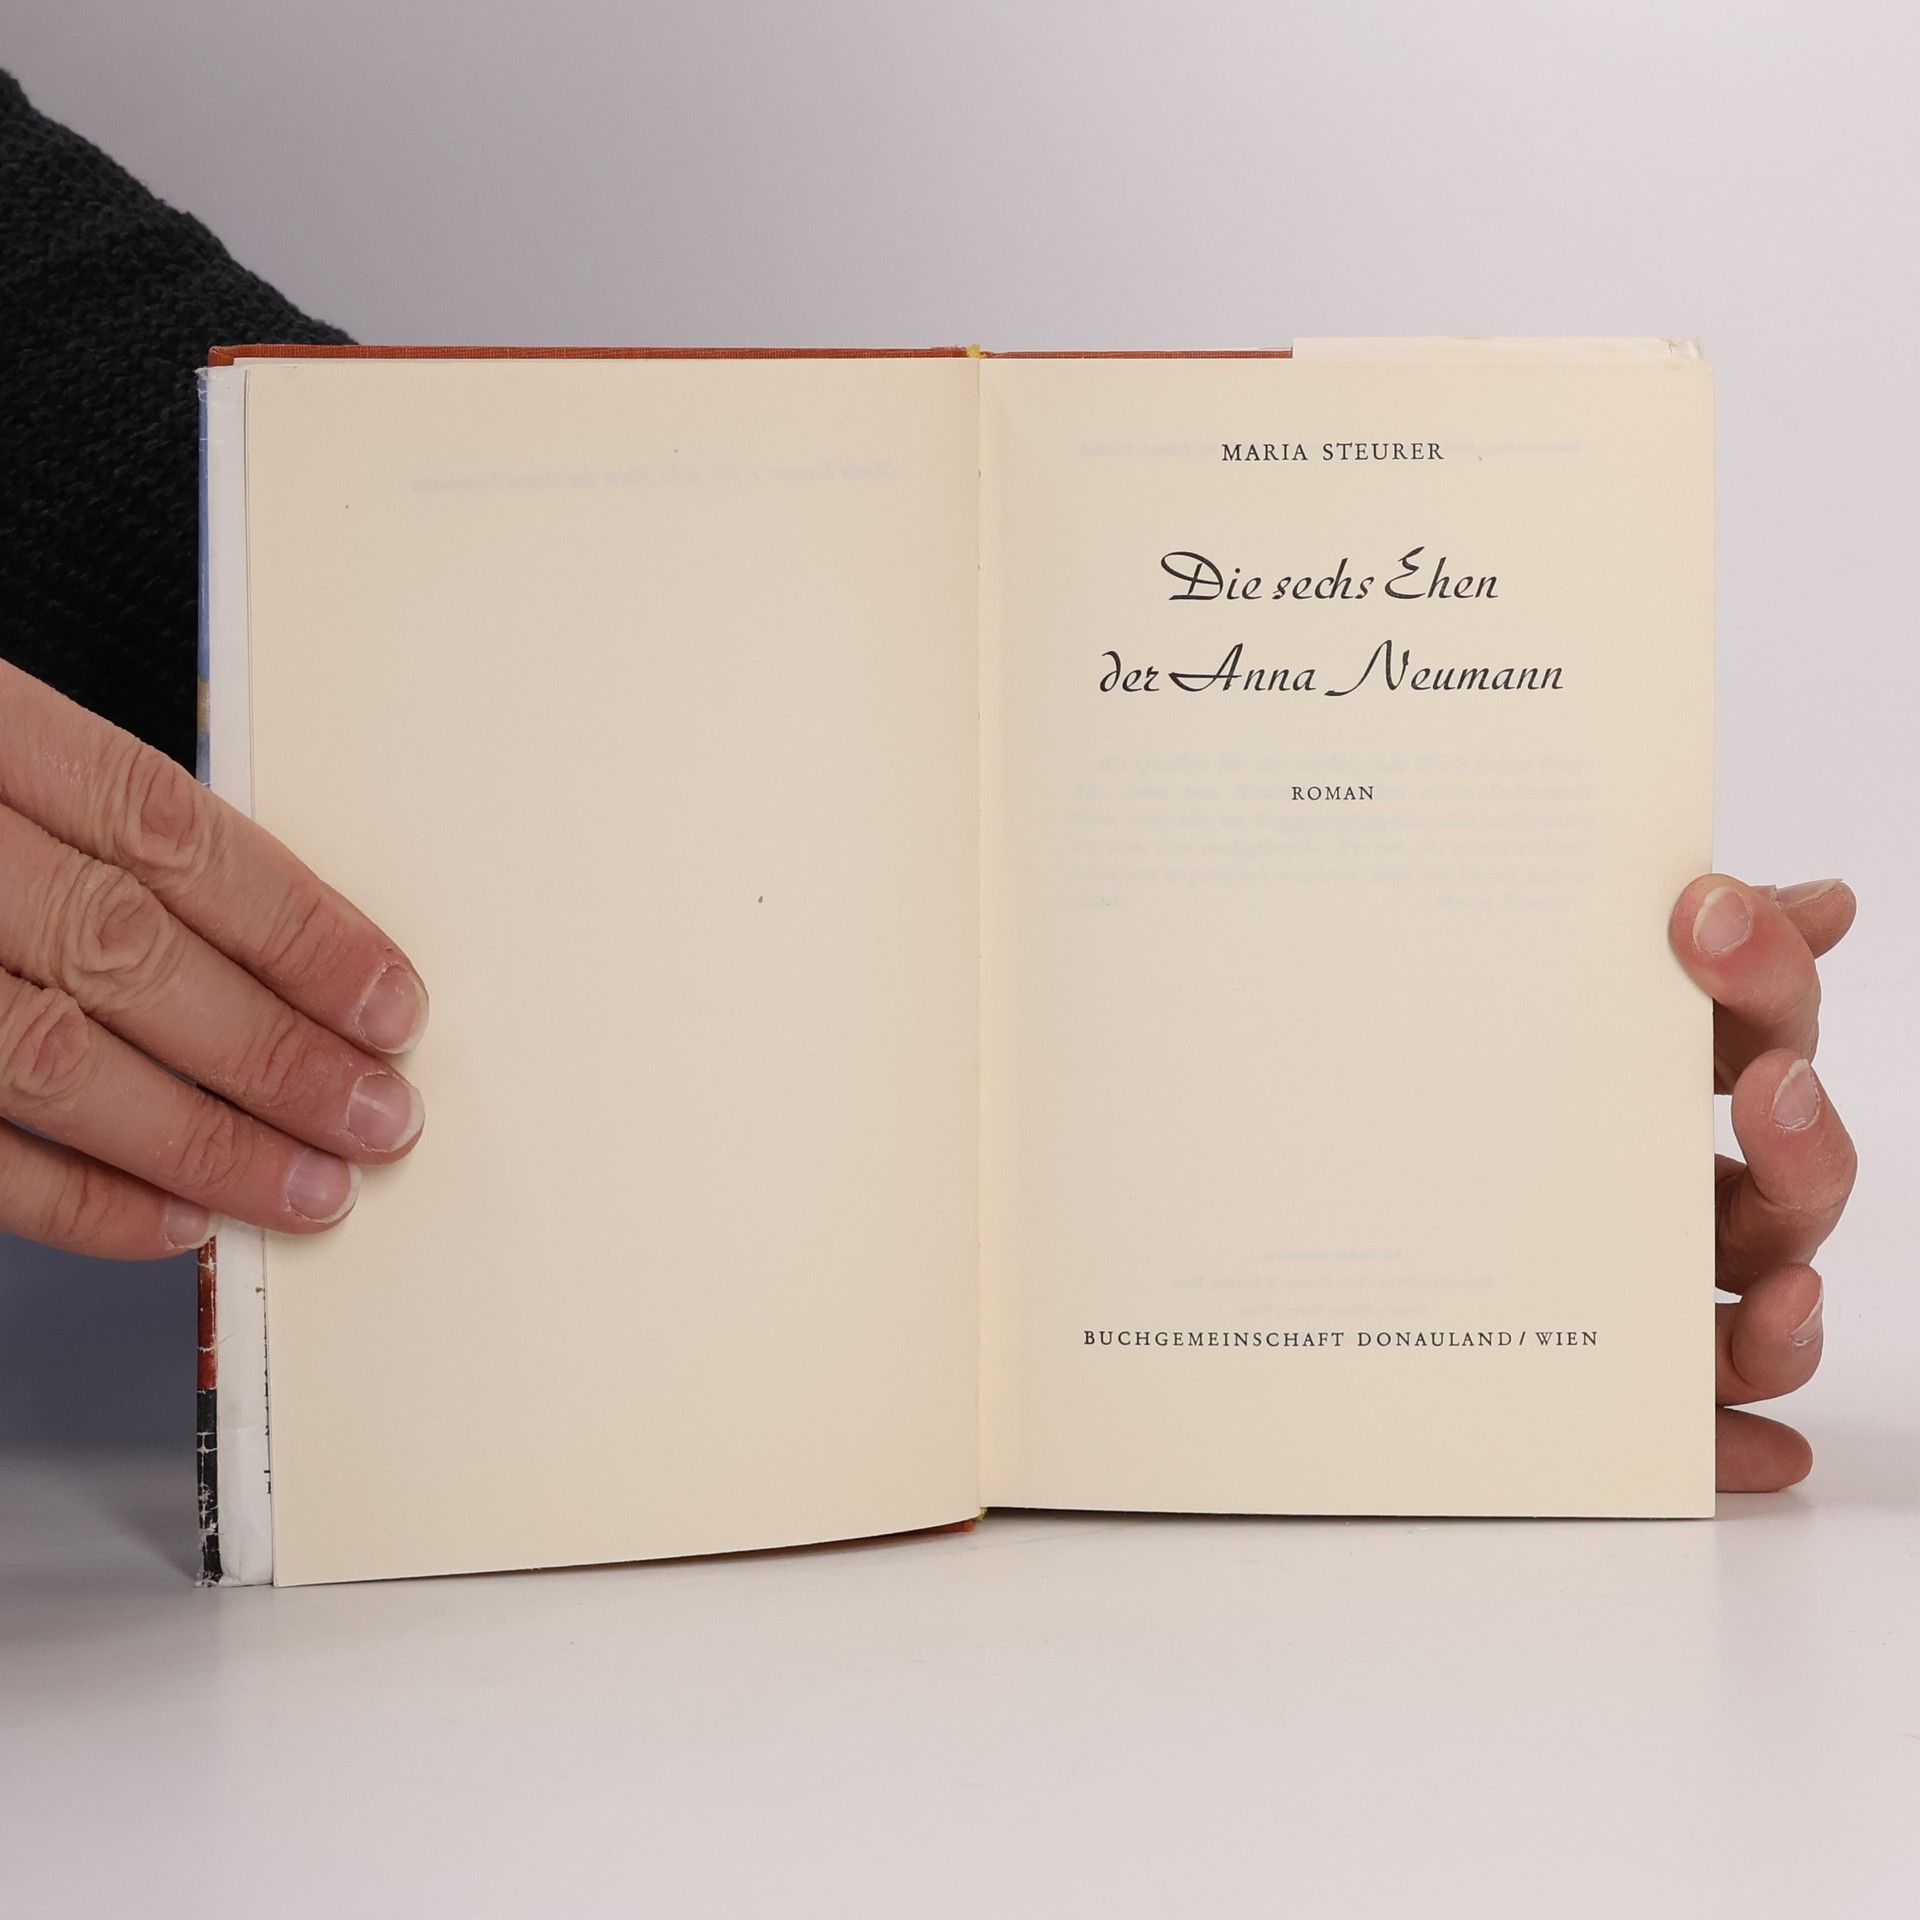 MARIA STEURER
Die sechs Ehen
der Anna Neumann
ROMAN
BUCHGEMEINSCHAFT DONAULAND / WIEN